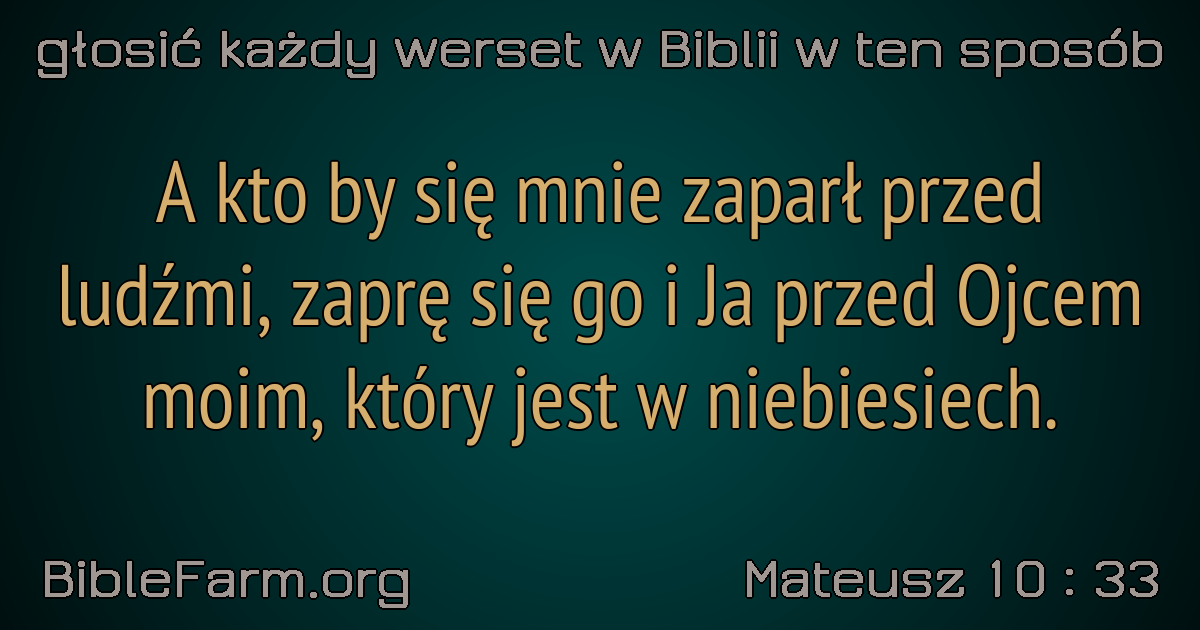 głosić każdy werset w Biblii w ten sposób
A kto by się mnie zaparł przed
ludźmi, zaprę się go i Ja przed Ojcem
moim, który jest w niebiesiech.
BibleFarm.org
Mateusz 10 : 33